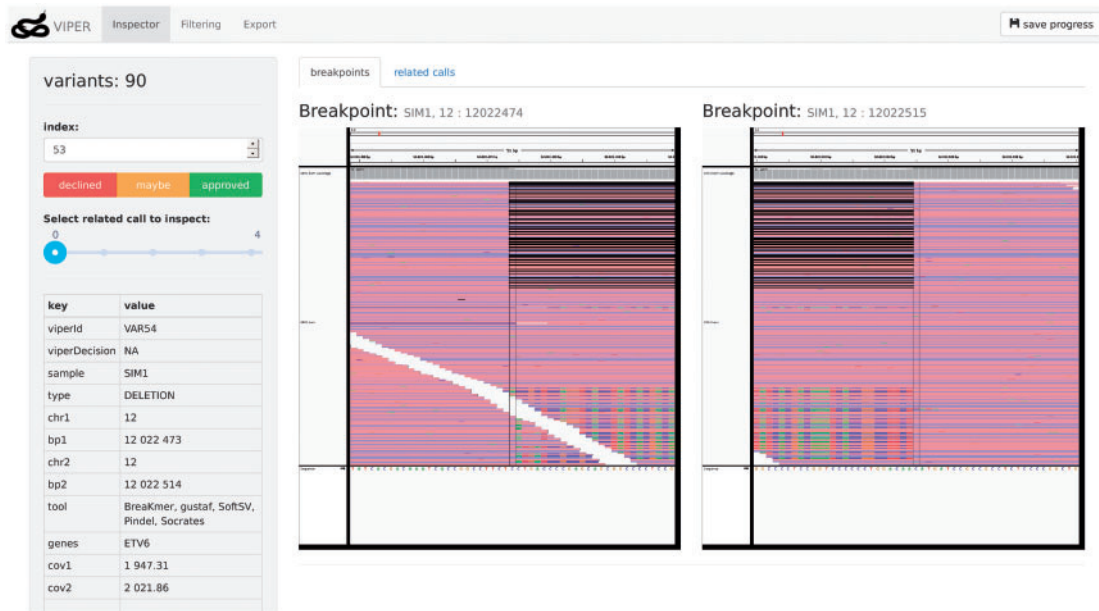 VIPER Inspector Filtering Export save progress
variants: 90
index:
53
declined maybe approved
Select related call to inspect:
0 4
key value
viperId VAR54
viperDecision NA
sample SIM1
type DELETION
chr1 12
bp1 12 022 473
chr2 12
bp2 12 022 514
tool BreaKmer, gustaf, SoftSV,
Pindel, Socrates
genes ETV6
cov1 1 947.31
cov2 2 021.86
breakpoints related calls
Breakpoint: SIM1, 12 : 12022474
Breakpoint: SIM1, 12 : 12022515